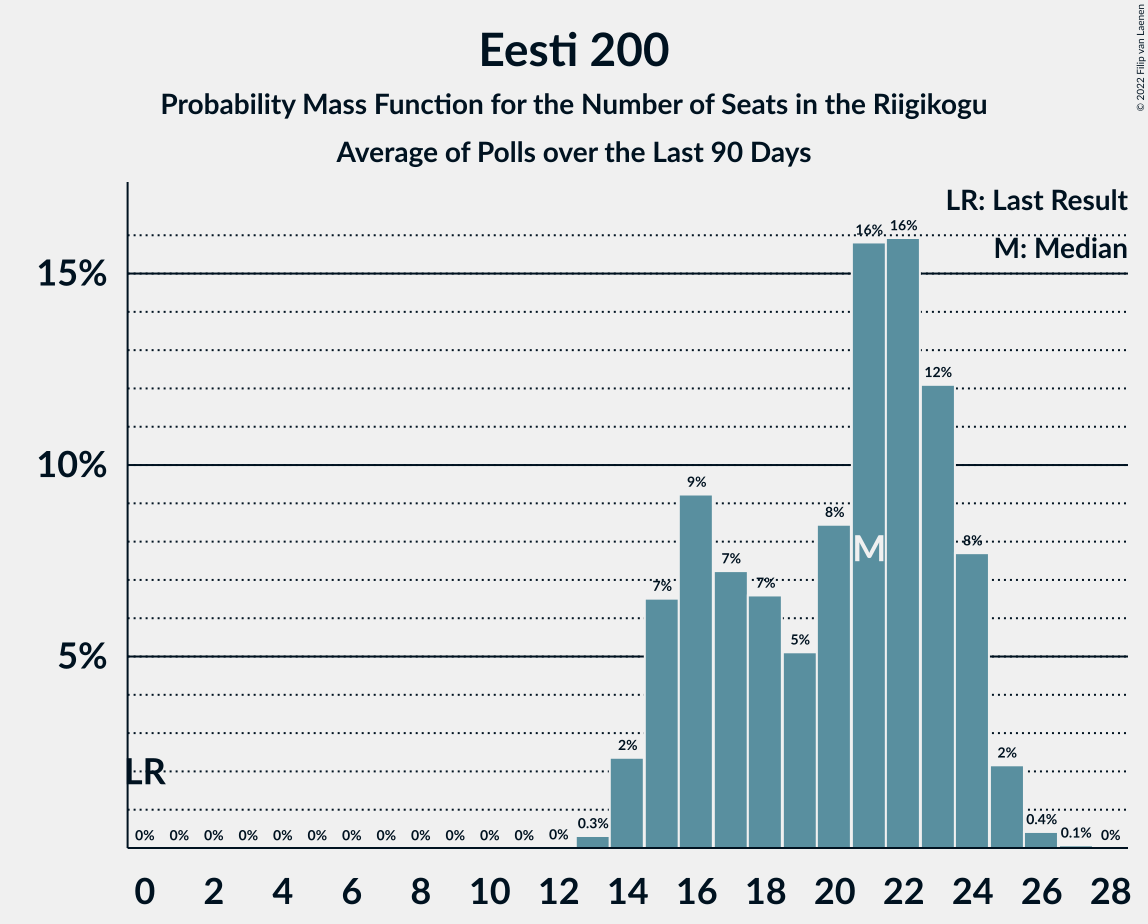 Eesti 200
Probability Mass Function for the Number of Seats in the Riigikogu
Average of Polls over the Last 90 Days
© 2022 Filip van Laenen
LR: Last Result
M: Median
15%
10%
5%
LR
M
0% 0% 0% 0% 0% 0% 0% 0% 0% 0% 0% 0% 0% 0.3% 2% 7% 9% 7% 7% 5% 8% 16% 16% 12% 8% 2% 0.4% 0.1% 0%
0 2 4 6 8 10 12 14 16 18 20 22 24 26 28